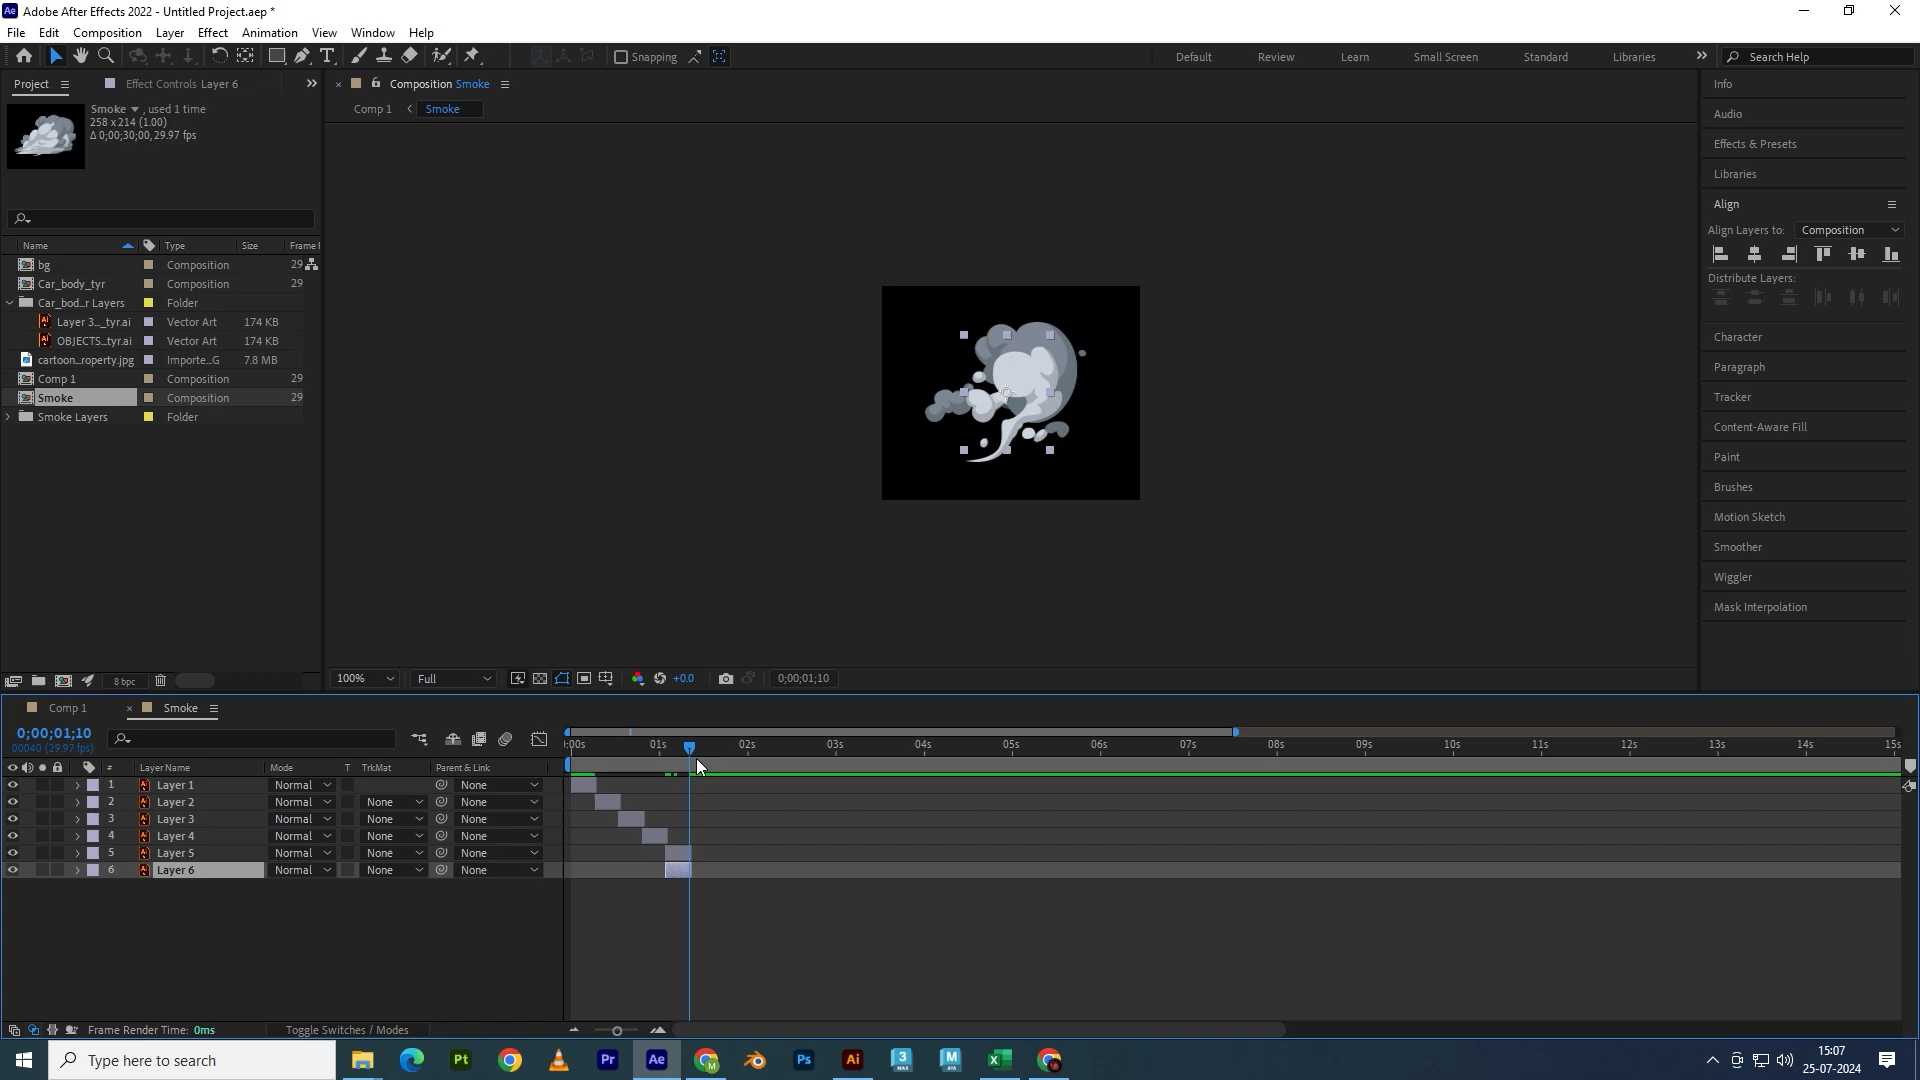 Adobe After Effects 2022 - Untitled Project.aep *
File Edit Composition Layer Effect Animation View Window Help
Snapping Default Review Learn Small Screen Standard Libraries Search Help
Project Effect Controls Layer 6
Composition Smoke
Comp 1 Smoke
Smoke , used 1 time
258 x 214 (1.00)
Δ 0;00;30;00, 29.97 fps
Name Type Size Frame
bg Composition 29
Car_body_tyr Composition 29
Car_bod...r Layers Folder
Layer 3..._tyr.ai Vector Art 174 KB
OBJECTS...tyr.ai Vector Art 174 KB
cartoon...roperty.jpg Importe...G 7.8 MB
Comp 1 Composition 29
Smoke Composition 29
Smoke Layers Folder
8 bpc
100% Full +0.0 0;00;01;10
Info
Audio
Effects & Presets
Libraries
Align
Align Layers to: Composition
Distribute Layers:
Character
Paragraph
Tracker
Content-Aware Fill
Paint
Brushes
Motion Sketch
Smoother
Wiggler
Mask Interpolation
Comp 1 Smoke
0;00;01;10
00040 (29.97 fps)
:00s 01s 02s 03s 04s 05s 06s 07s 08s 09s 10s 11s 12s 13s 14s 15s
# Layer Name Mode T TrkMat Parent & Link
1 Layer 1 Normal None
2 Layer 2 Normal None None
3 Layer 3 Normal None None
4 Layer 4 Normal None None
5 Layer 5 Normal None None
6 Layer 6 Normal None None
Frame Render Time: 0ms Toggle Switches / Modes
Type here to search
15:07
25-07-2024